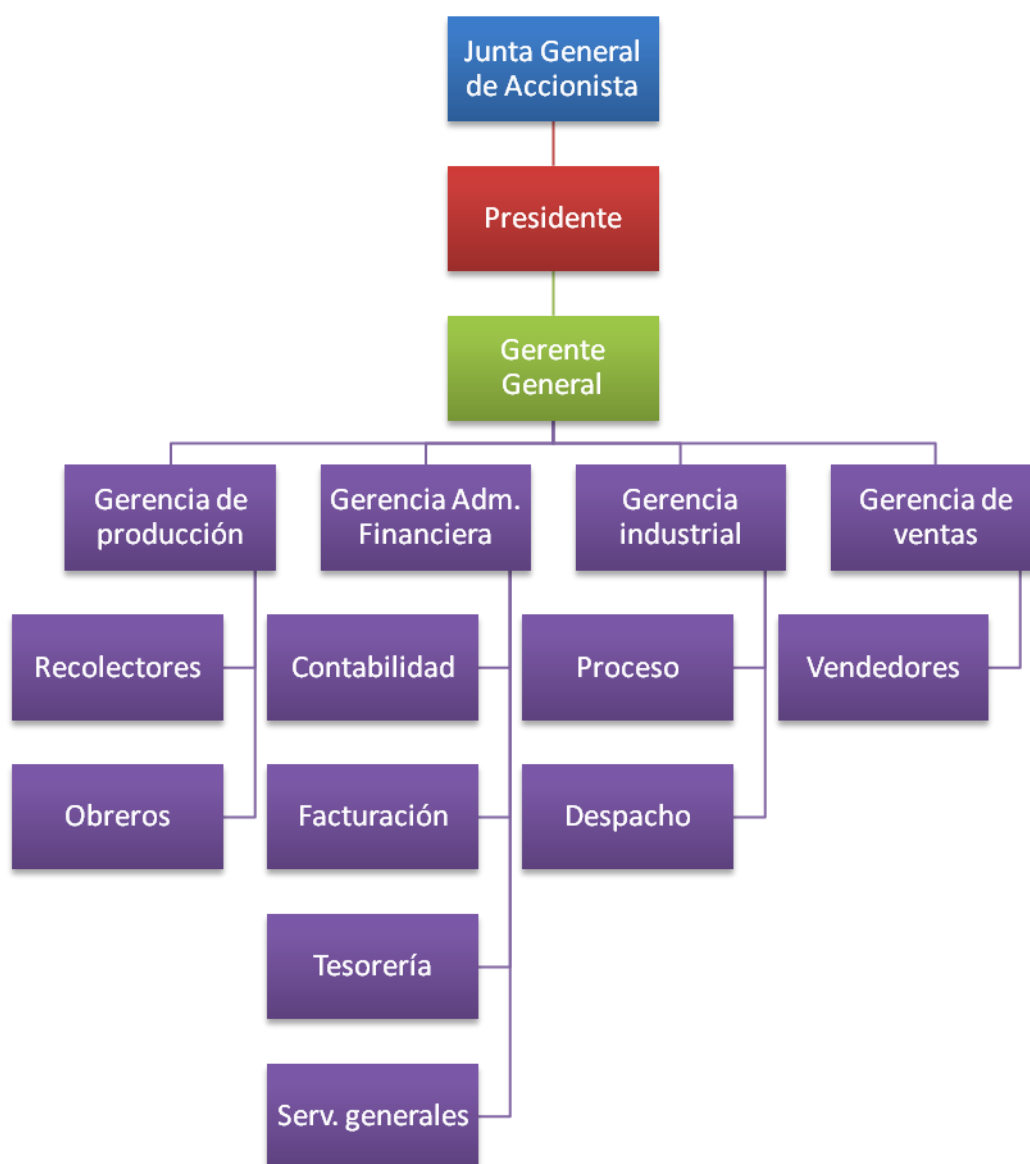 Junta General
de Accionista
Presidente
Gerente
General
Gerencia de
producción
Gerencia Adm.
Financiera
Gerencia
industrial
Gerencia de
ventas
Recolectores
Contabilidad
Proceso
Vendedores
Obreros
Facturación
Despacho
Tesorería
Serv. generales